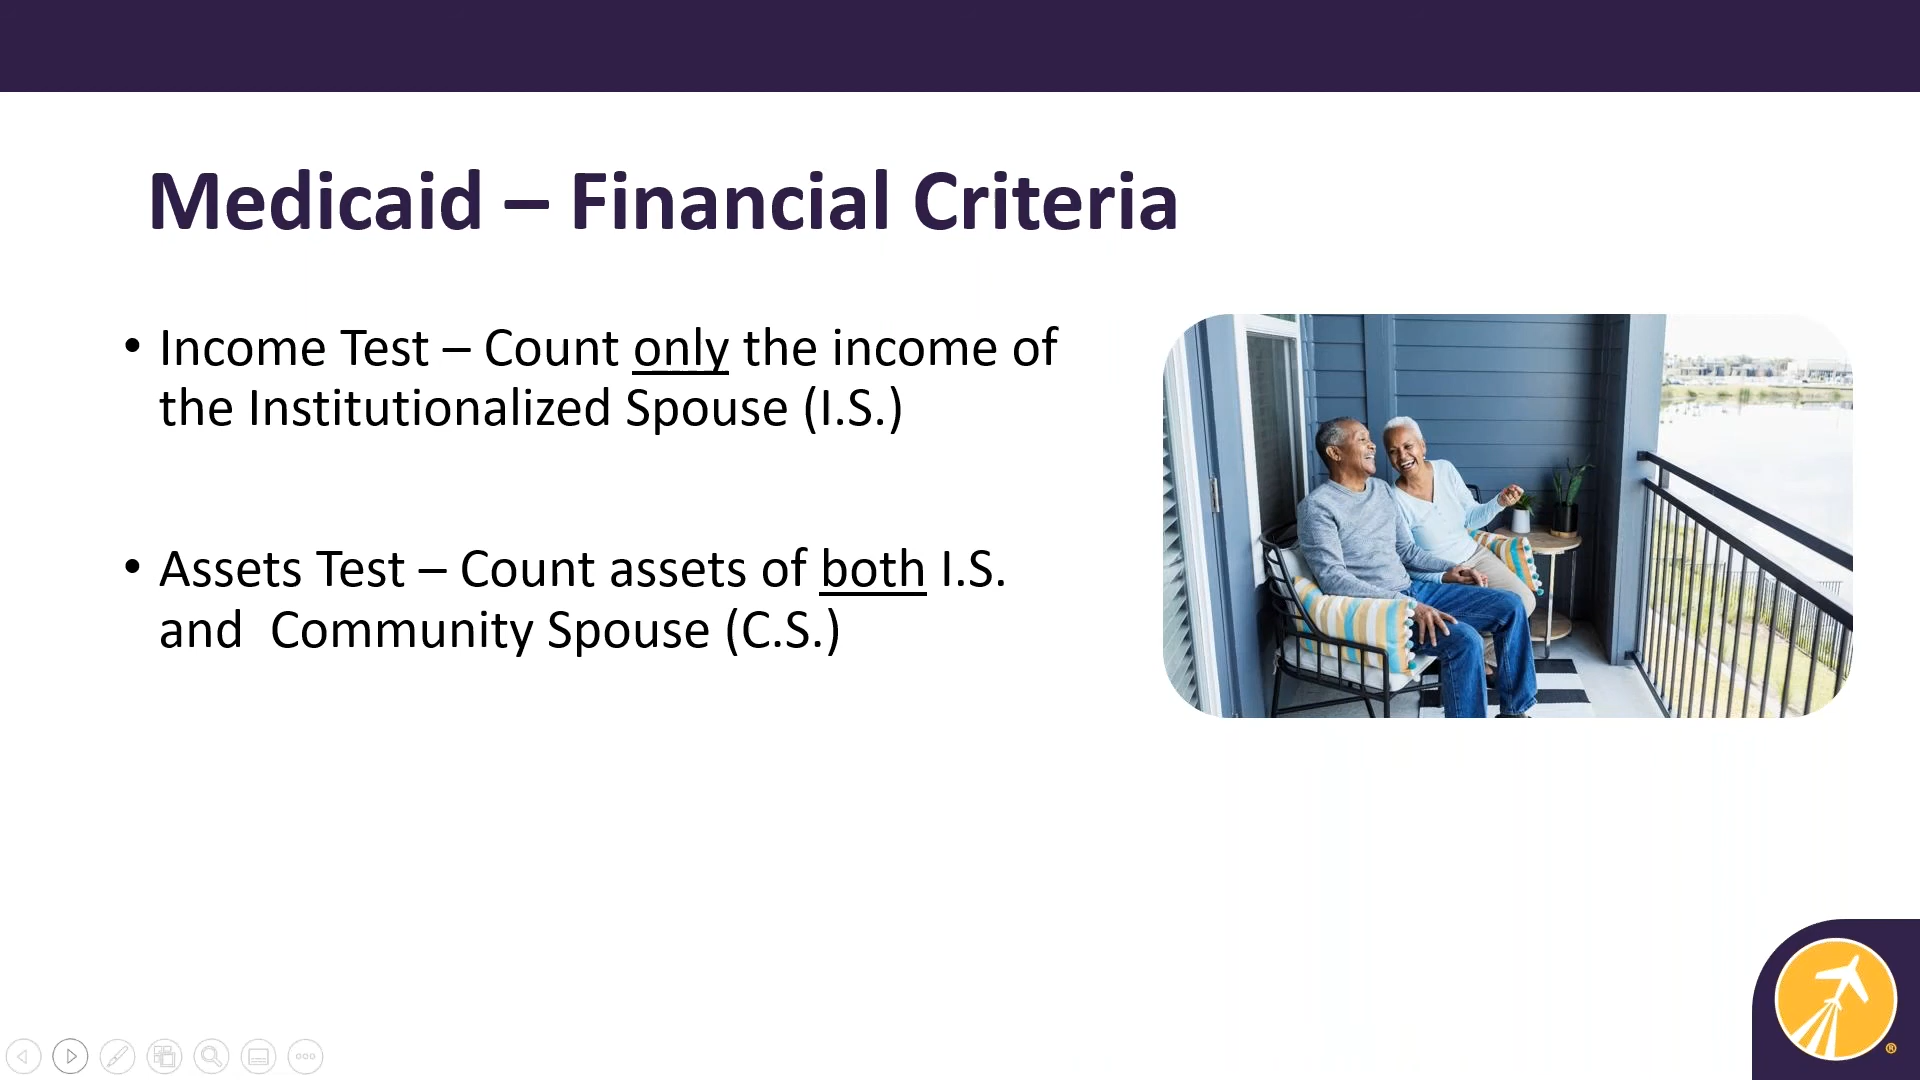 Medicaid – Financial Criteria
• Income Test – Count only the income of
the Institutionalized Spouse (I.S.)
• Assets Test – Count assets of both I.S.
and  Community Spouse (C.S.)
®